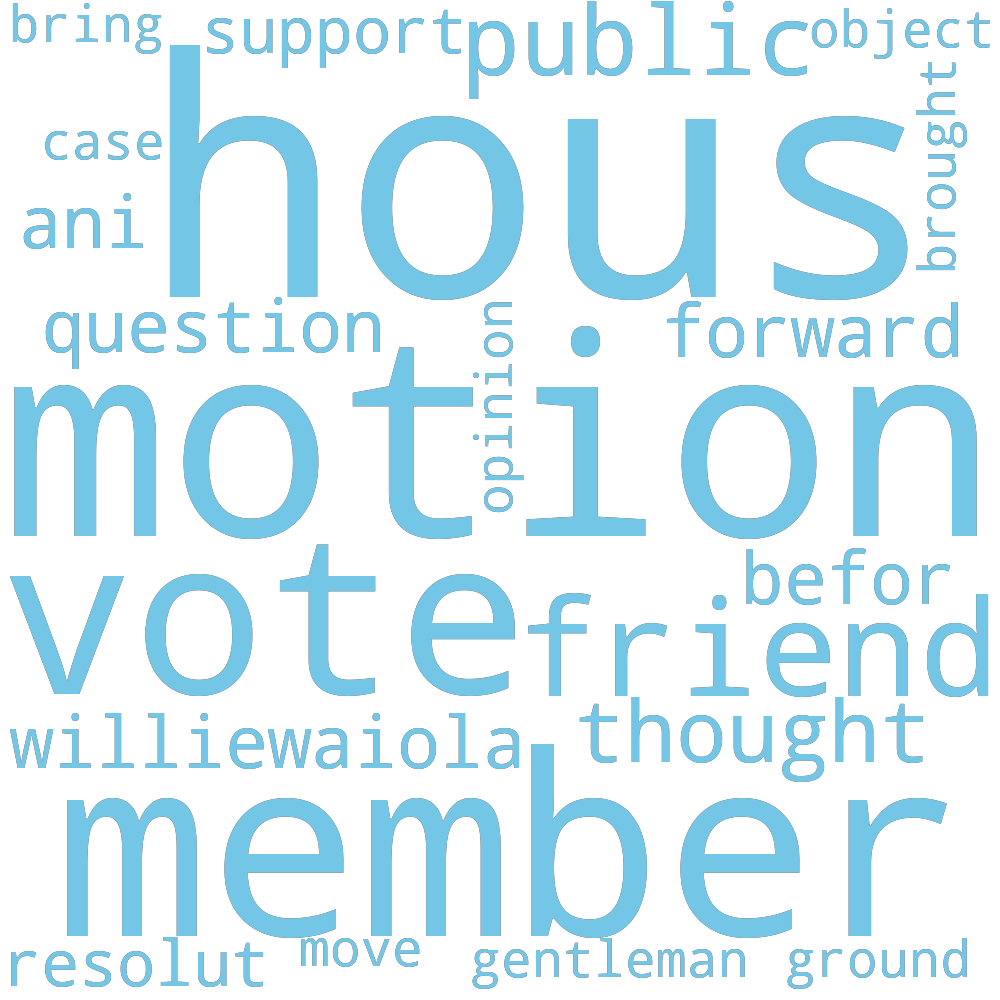 bring support public object
case hous brought
ani
question opinion forward
motion
vote befor
friend
williewaiola thought
member
resolut move gentleman ground